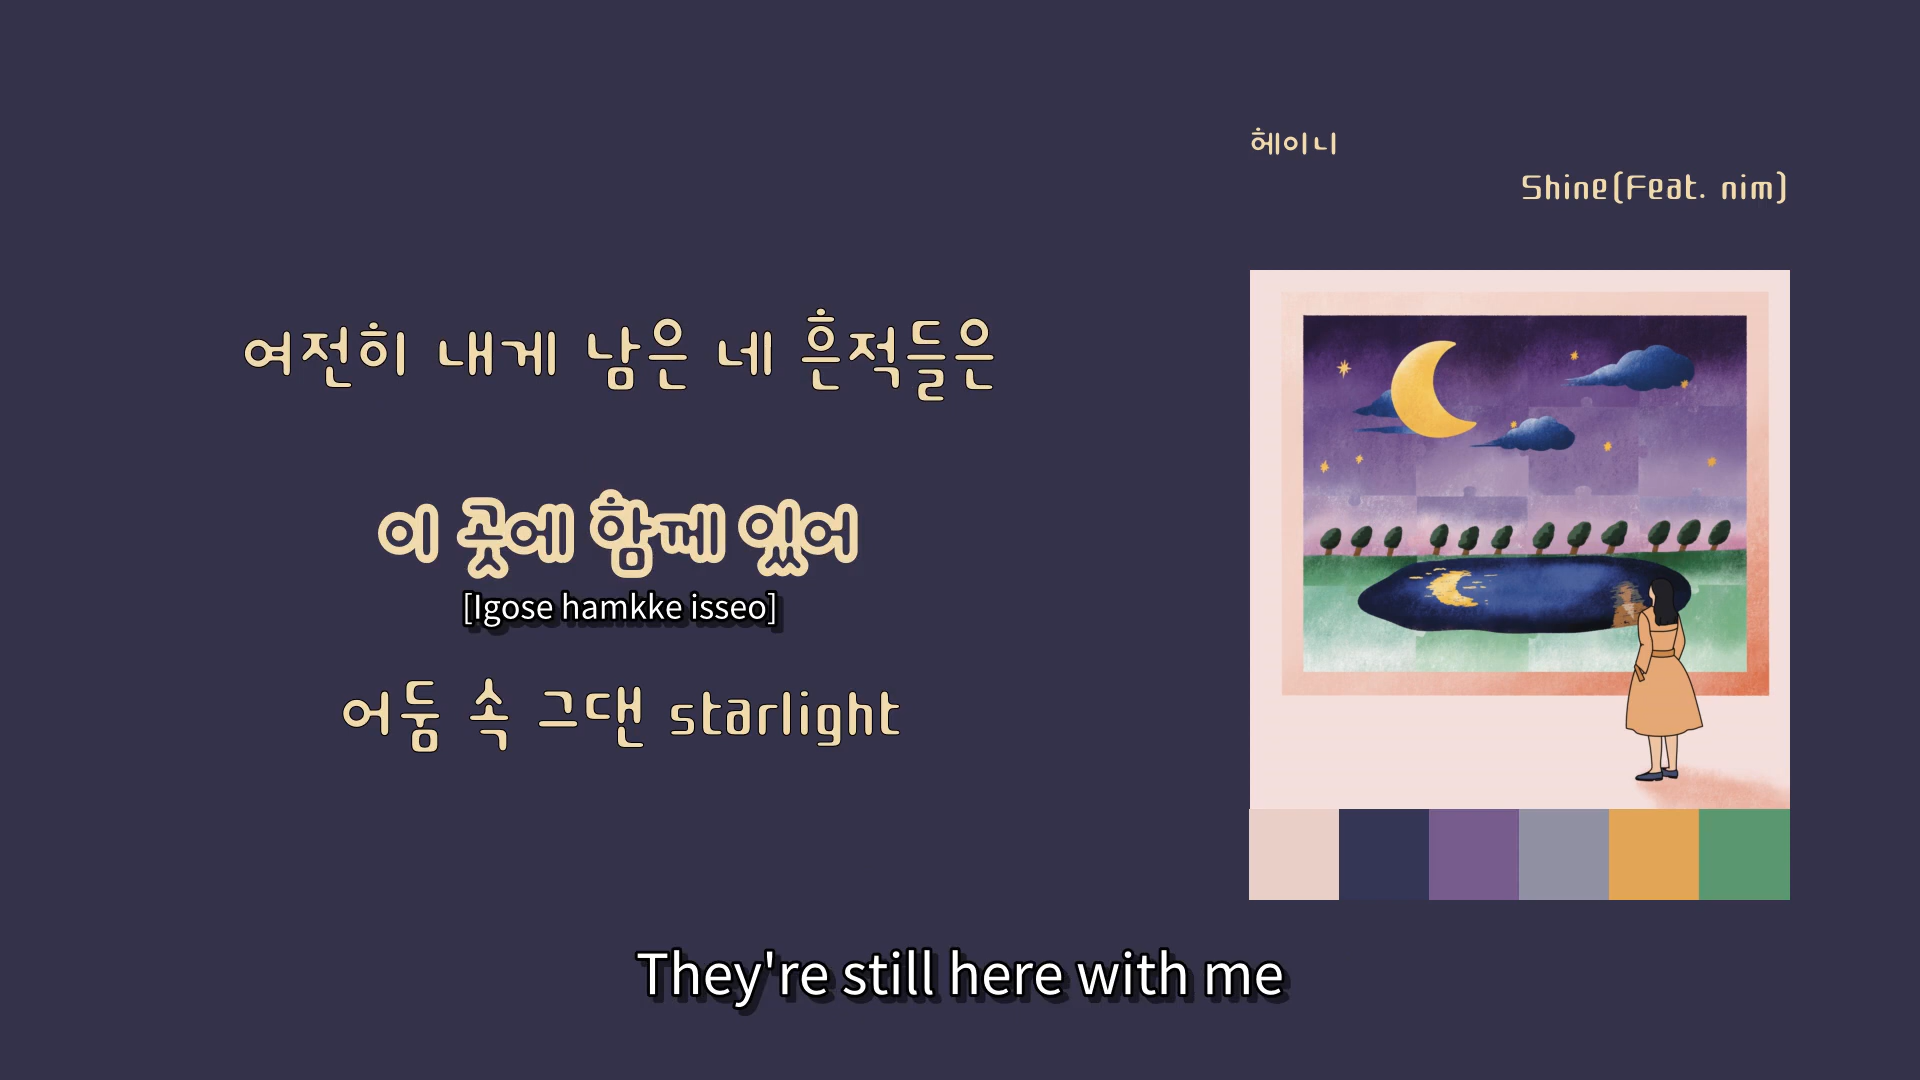 헤이니
Shine(Feat. nim)
여전히 내게 남은 네 흔적들은
이 곳에 함께 있어
[Igose hamkke isseo]
어둠 속 그댄 starlight
They're still here with me